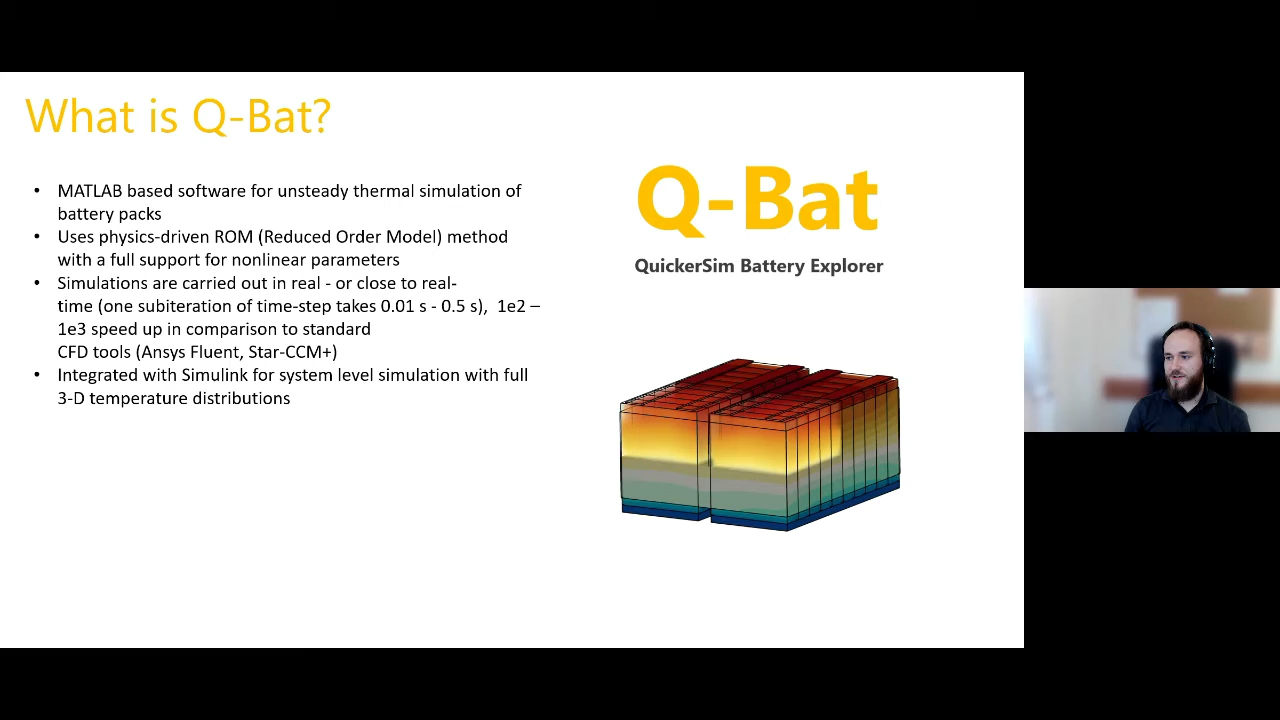 What is Q-Bat?
• MATLAB based software for unsteady thermal simulation of
battery packs
• Uses physics-driven ROM (Reduced Order Model) method
with a full support for nonlinear parameters
• Simulations are carried out in real - or close to real-
time (one subiteration of time-step takes 0.01 s - 0.5 s),  1e2 –
1e3 speed up in comparison to standard
CFD tools (Ansys Fluent, Star-CCM+)
• Integrated with Simulink for system level simulation with full
3-D temperature distributions
Q-Bat
QuickerSim Battery Explorer